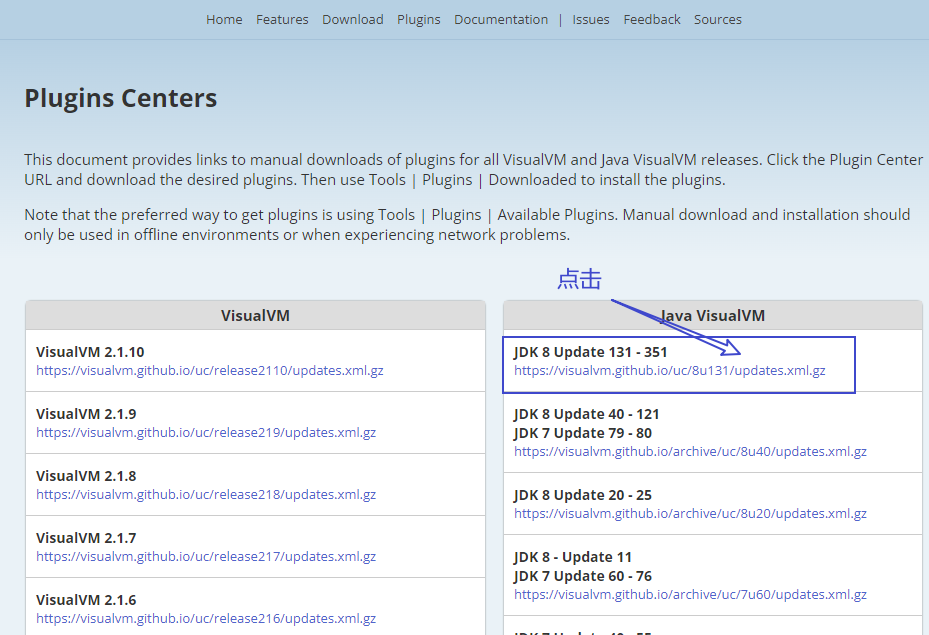 Home Features Download Plugins Documentation | Issues Feedback Sources
Plugins Centers
This document provides links to manual downloads of plugins for all VisualVM and Java VisualVM releases. Click the Plugin Center
URL and download the desired plugins. Then use Tools | Plugins | Downloaded to install the plugins.
Note that the preferred way to get plugins is using Tools | Plugins | Available Plugins. Manual download and installation should
only be used in offline environments or when experiencing network problems.
点击
VisualVM
VisualVM 2.1.10
https://visualvm.github.io/uc/release2110/updates.xml.gz
VisualVM 2.1.9
https://visualvm.github.io/uc/release219/updates.xml.gz
VisualVM 2.1.8
https://visualvm.github.io/uc/release218/updates.xml.gz
VisualVM 2.1.7
https://visualvm.github.io/uc/release217/updates.xml.gz
VisualVM 2.1.6
https://visualvm.github.io/uc/release216/updates.xml.gz
Java VisualVM
JDK 8 Update 131 - 351
https://visualvm.github.io/uc/8u131/updates.xml.gz
JDK 8 Update 40 - 121
JDK 7 Update 79 - 80
https://visualvm.github.io/archive/uc/8u40/updates.xml.gz
JDK 8 Update 20 - 25
https://visualvm.github.io/archive/uc/8u20/updates.xml.gz
JDK 8 - Update 11
JDK 7 Update 60 - 76
https://visualvm.github.io/archive/uc/7u60/updates.xml.gz